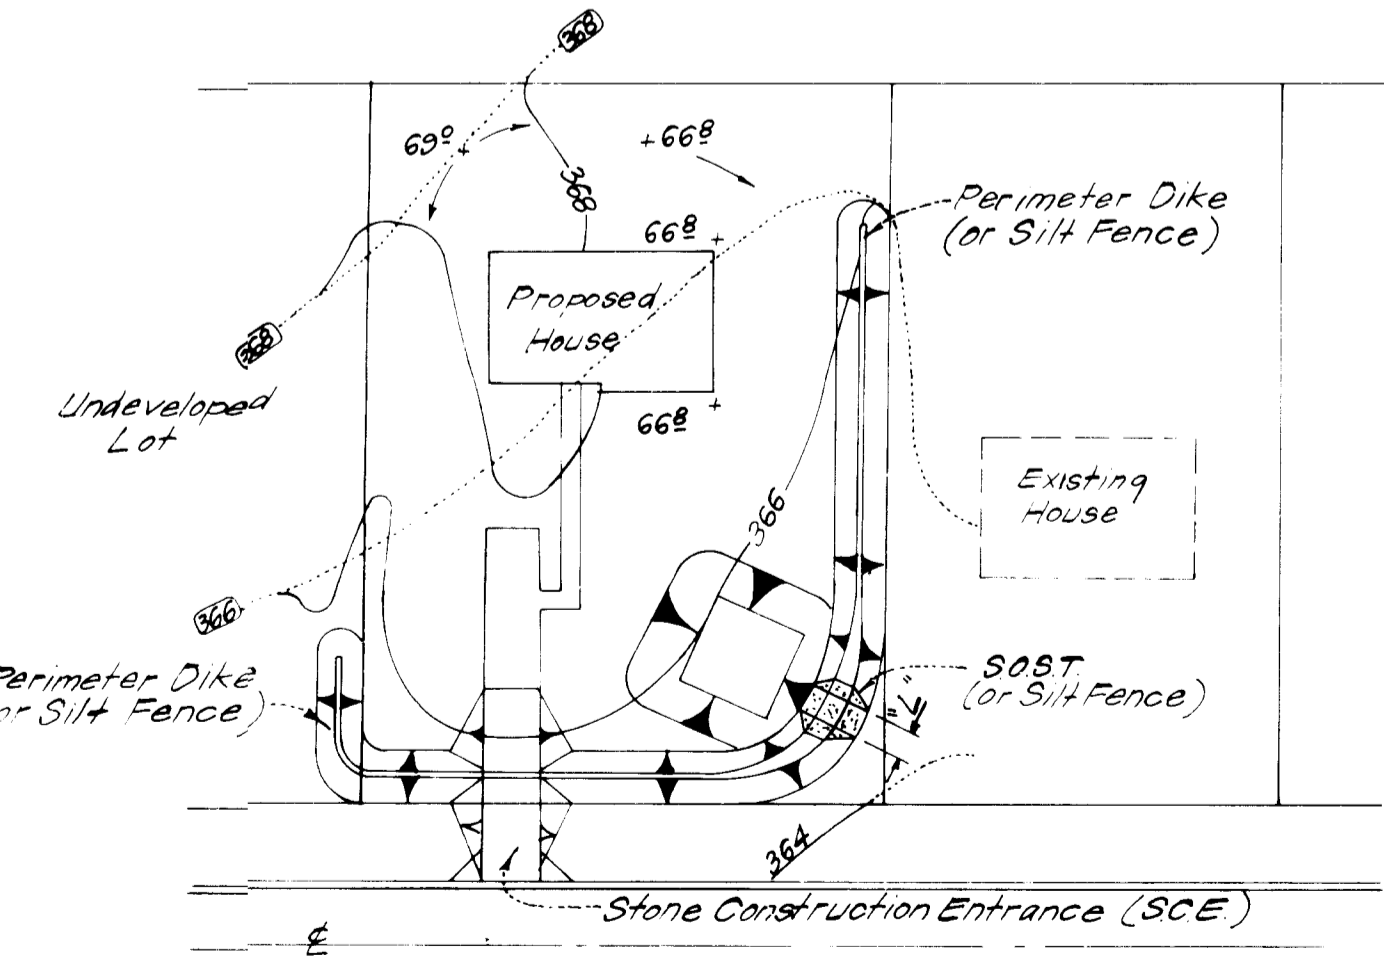 368
69º
+66⁸
368
66⁸ +
Perimeter Dike
(or Silt Fence)
Proposed
House
368
Undeveloped
Lot
66⁸ +
366
Existing
House
366
Perimeter Dike
or Silt Fence)
S.O.S.T.
(or Silt Fence)
"L"
364
Stone Construction Entrance (S.C.E.)
℄